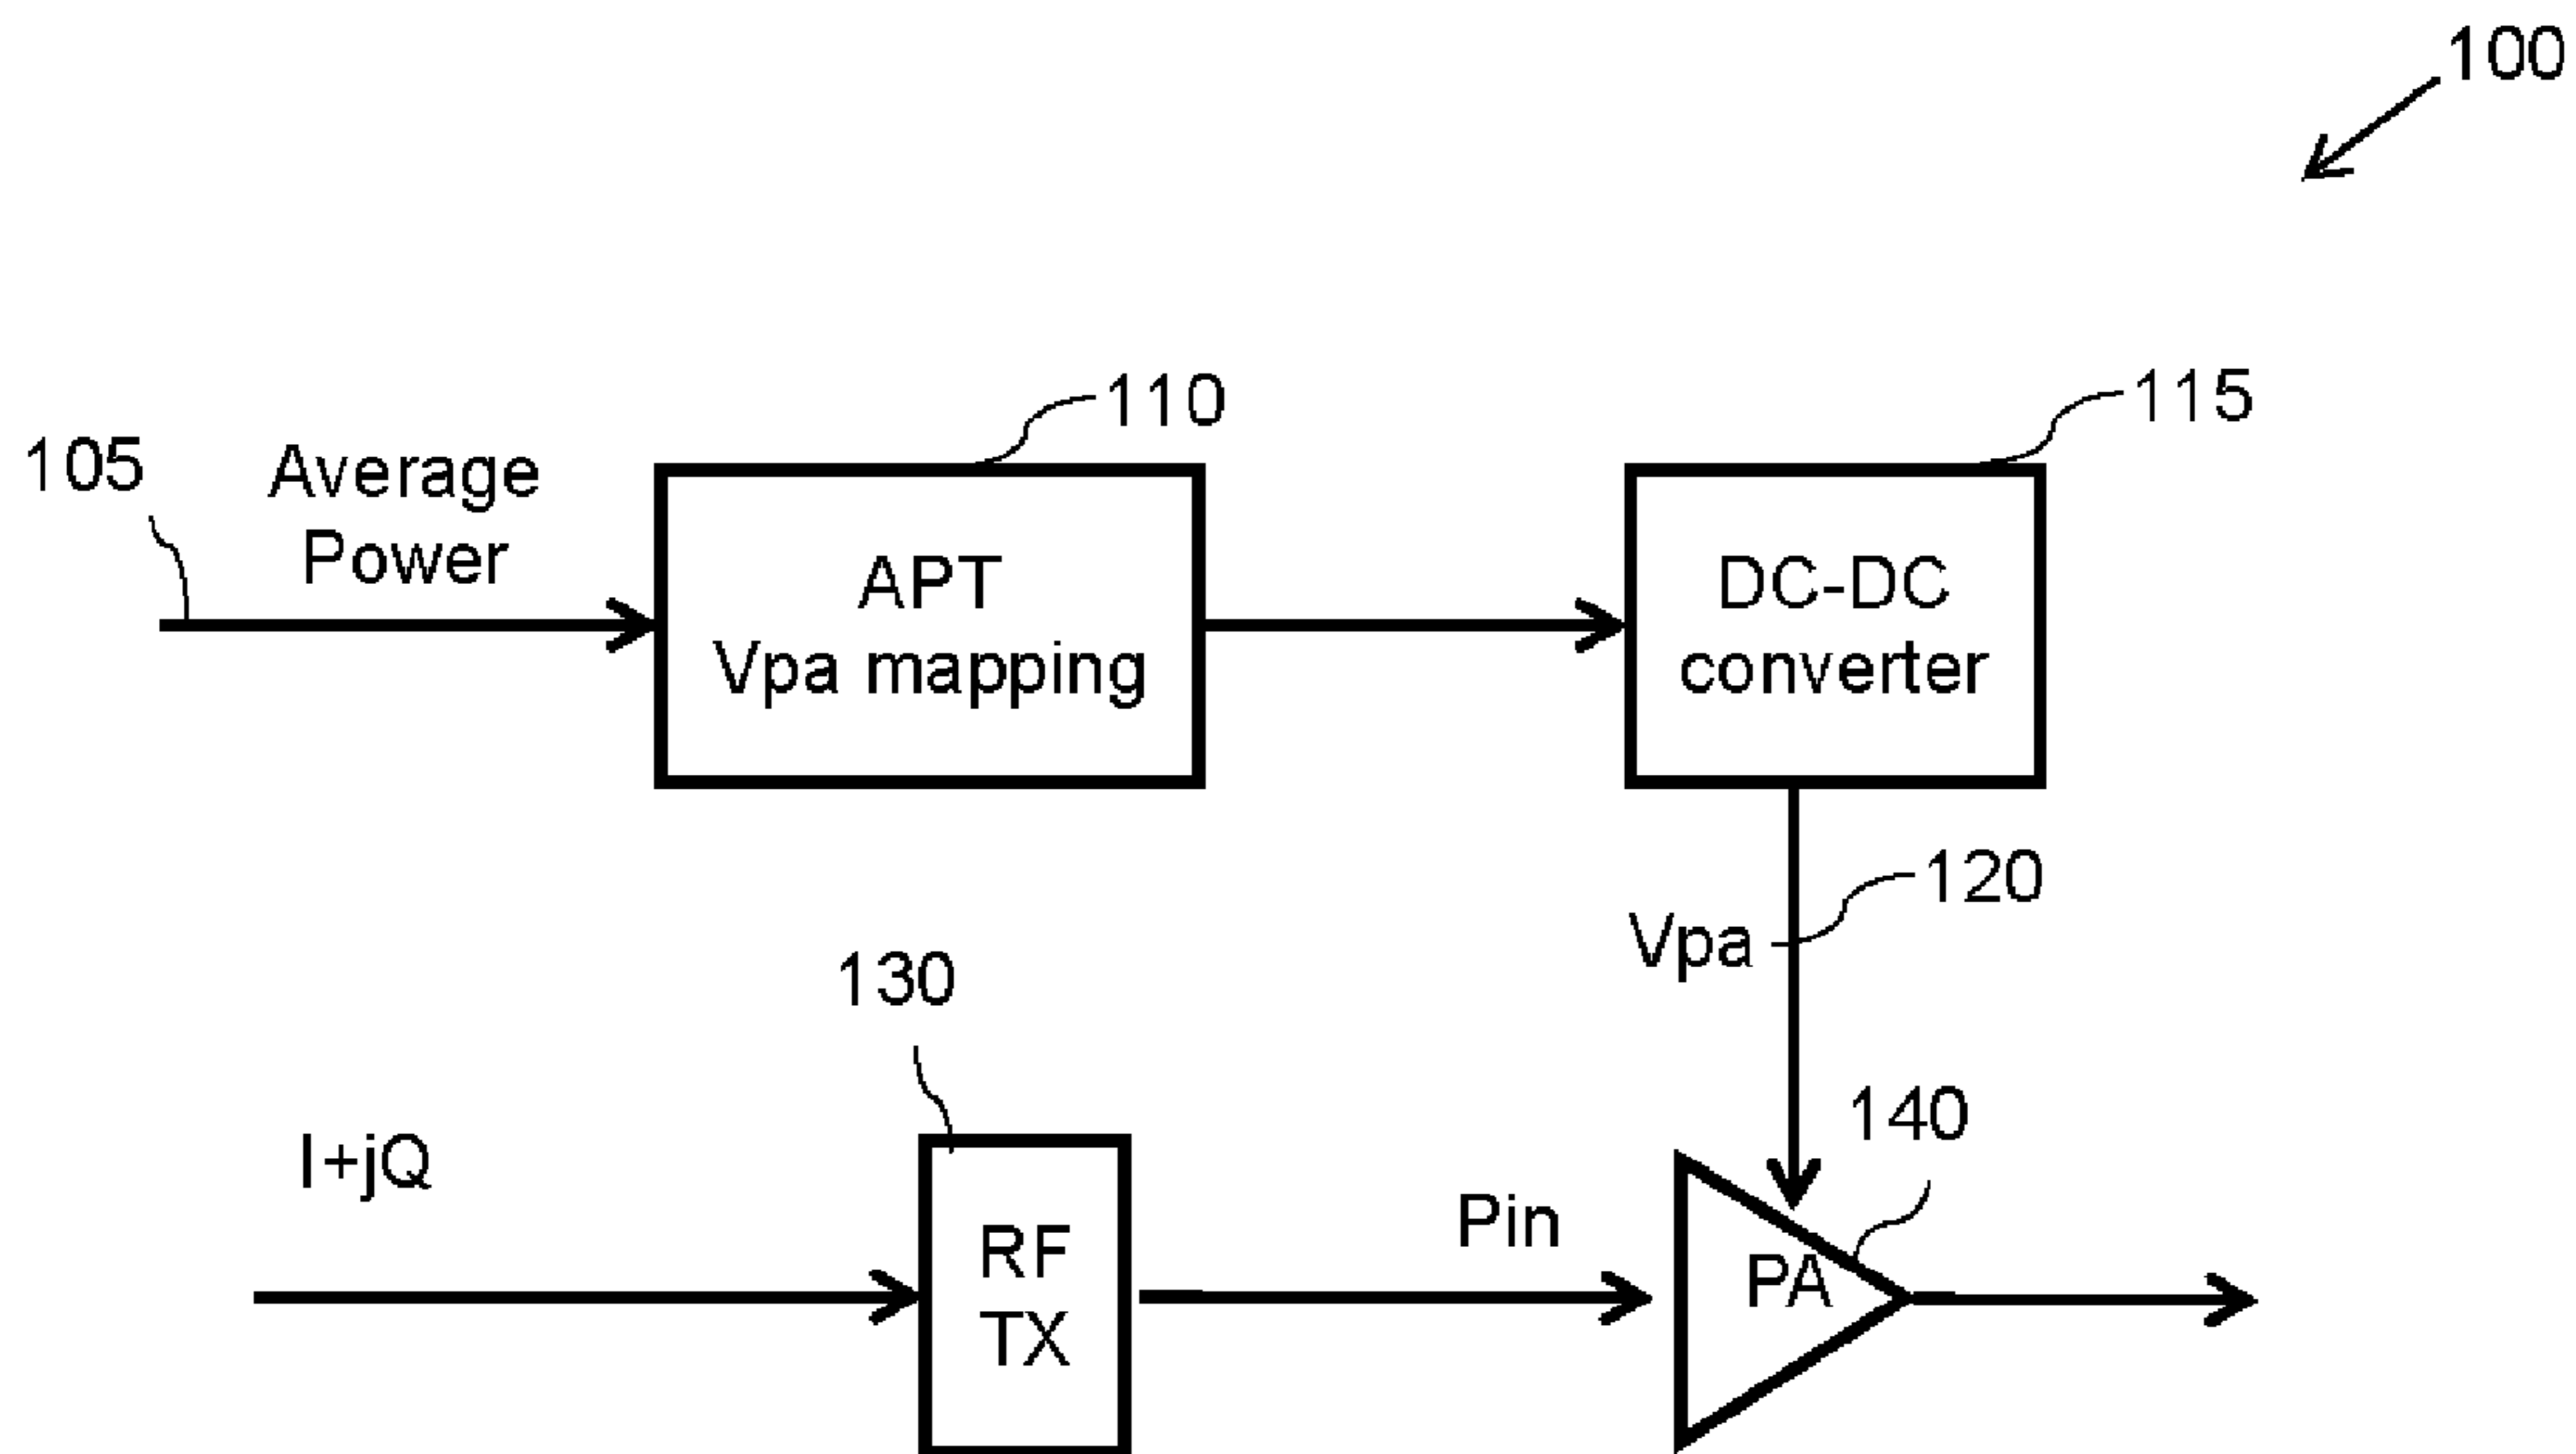 100
110
115
105
Average
Power
APT
Vpa mapping
DC-DC
converter
120
Vpa
130
140
I+jQ
Pin
RF
TX
PA